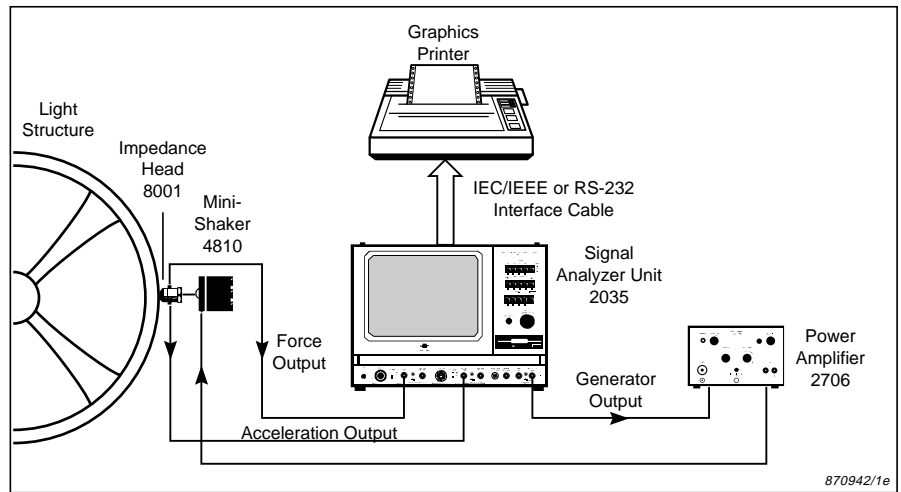 Graphics
Printer
Light
Structure
Impedance
Head
8001
Mini-
Shaker
4810
IEC/IEEE or RS-232
Interface Cable
Signal
Analyzer Unit
2035
Force
Output
Power
Amplifier
2706
Generator
Output
Acceleration Output
870942/1e